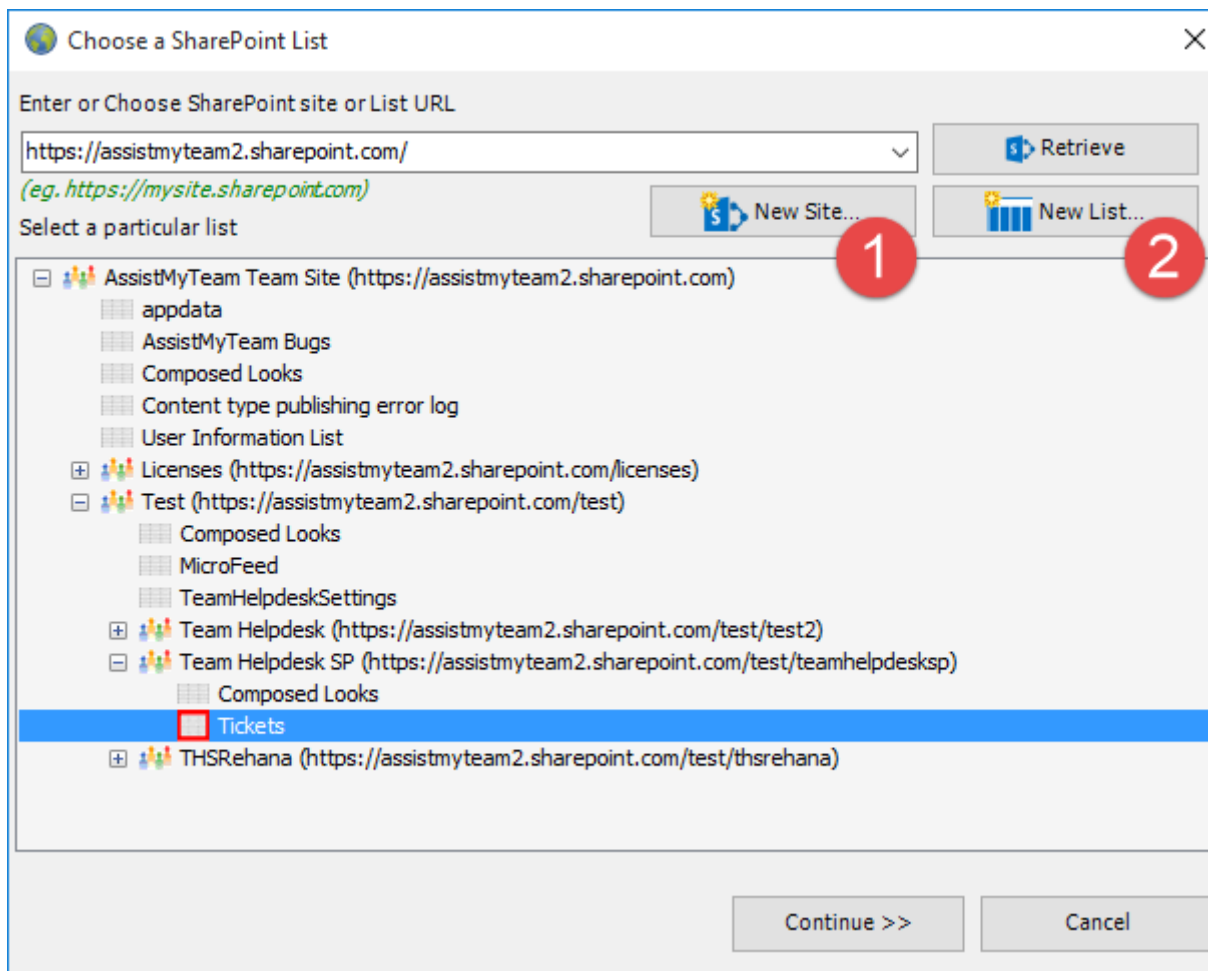 Choose a SharePoint List
Enter or Choose SharePoint site or List URL
https://assistmyteam2.sharepoint.com/
Retrieve
(eg. https://mysite.sharepoint.com)
New Site...
New List...
1
2
Select a particular list
AssistMyTeam Team Site (https://assistmyteam2.sharepoint.com)
appdata
AssistMyTeam Bugs
Composed Looks
Content type publishing error log
User Information List
Licenses (https://assistmyteam2.sharepoint.com/licenses)
Test (https://assistmyteam2.sharepoint.com/test)
Composed Looks
MicroFeed
TeamHelpdeskSettings
Team Helpdesk (https://assistmyteam2.sharepoint.com/test/test2)
Team Helpdesk SP (https://assistmyteam2.sharepoint.com/test/teamhelpdesksp)
Composed Looks
Tickets
THSRehana (https://assistmyteam2.sharepoint.com/test/thsrehana)
Continue >>
Cancel